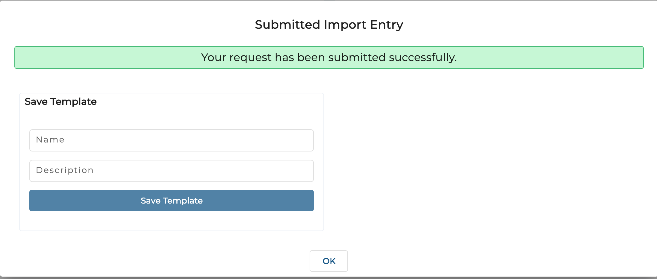 Submitted Import Entry
Your request has been submitted successfully.
Save Template
Name
Description
Save Template
OK